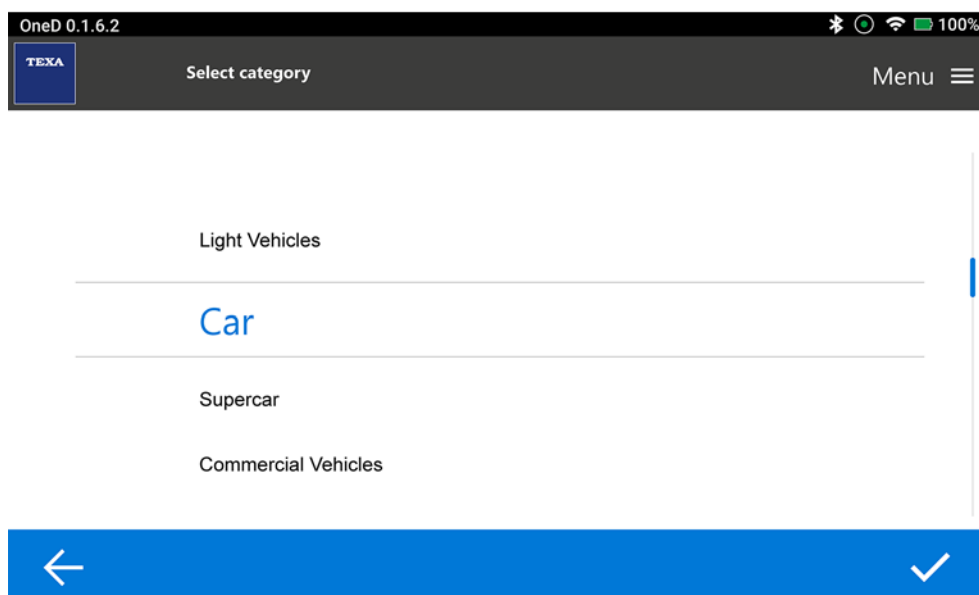 OneD 0.1.6.2 100%
TEXA
Select category
Menu
Light Vehicles
Car
Supercar
Commercial Vehicles